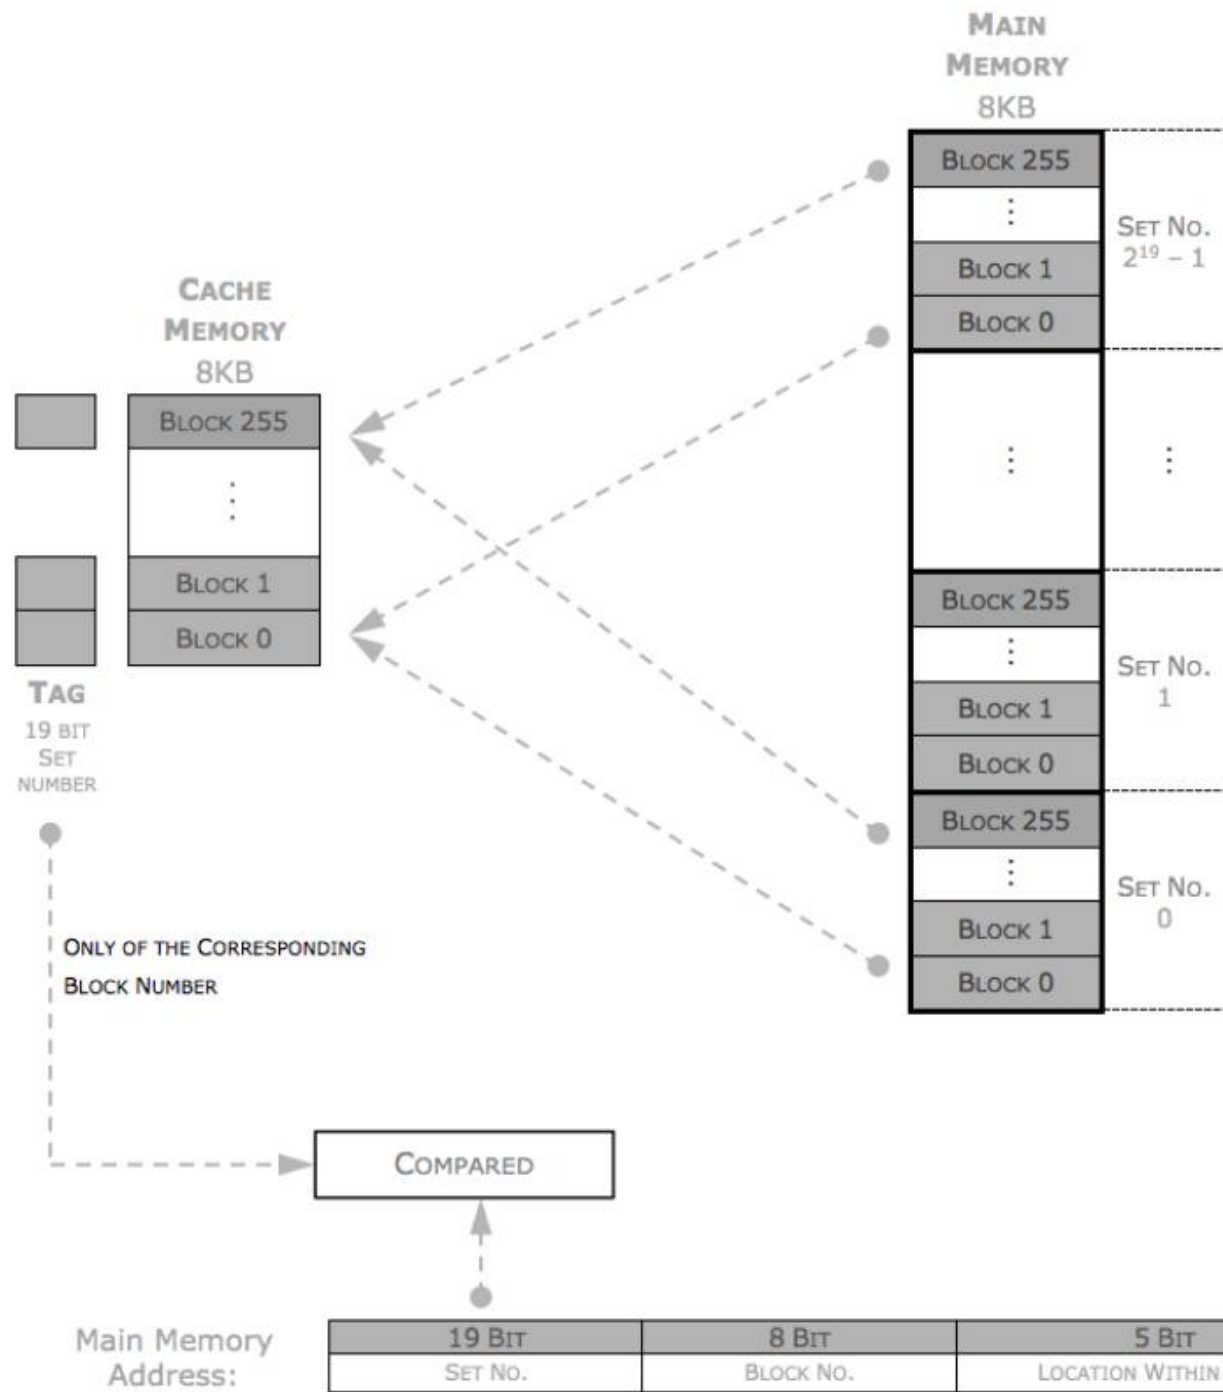 MAIN
MEMORY
8KB
BLOCK 255
⋮
BLOCK 1
BLOCK 0
SET NO.
2¹⁹ – 1
CACHE
MEMORY
8KB
BLOCK 255
⋮
BLOCK 1
BLOCK 0
TAG
19 BIT
SET
NUMBER
⋮
⋮
BLOCK 255
⋮
BLOCK 1
BLOCK 0
SET NO.
1
BLOCK 255
⋮
BLOCK 1
BLOCK 0
SET NO.
0
ONLY OF THE CORRESPONDING
BLOCK NUMBER
COMPARED
Main Memory
Address:
19 BIT
8 BIT
5 BIT
SET NO.
BLOCK NO.
LOCATION WITHIN